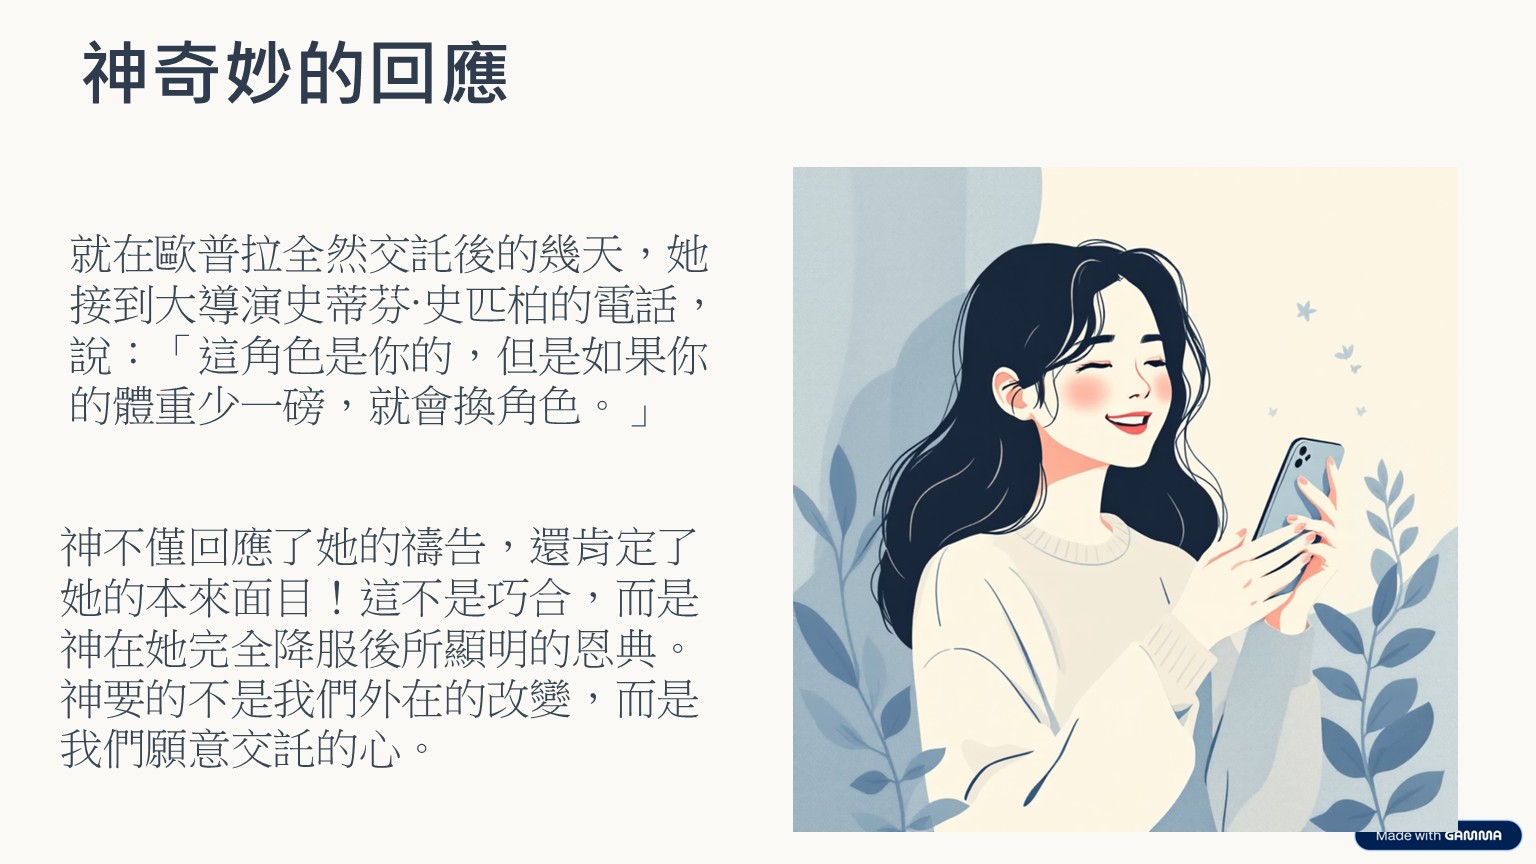 神奇妙的回應
就在歐普拉全然交託後的幾天，她
接到大導演史蒂芬·史匹柏的電話，
說：「這角色是你的，但是如果你
的體重少一磅，就會換角色。」
神不僅回應了她的禱告，還肯定了
她的本來面目！這不是巧合，而是
神在她完全降服後所顯明的恩典。
神要的不是我們外在的改變，而是
我們願意交託的心。
Made with GAMMA